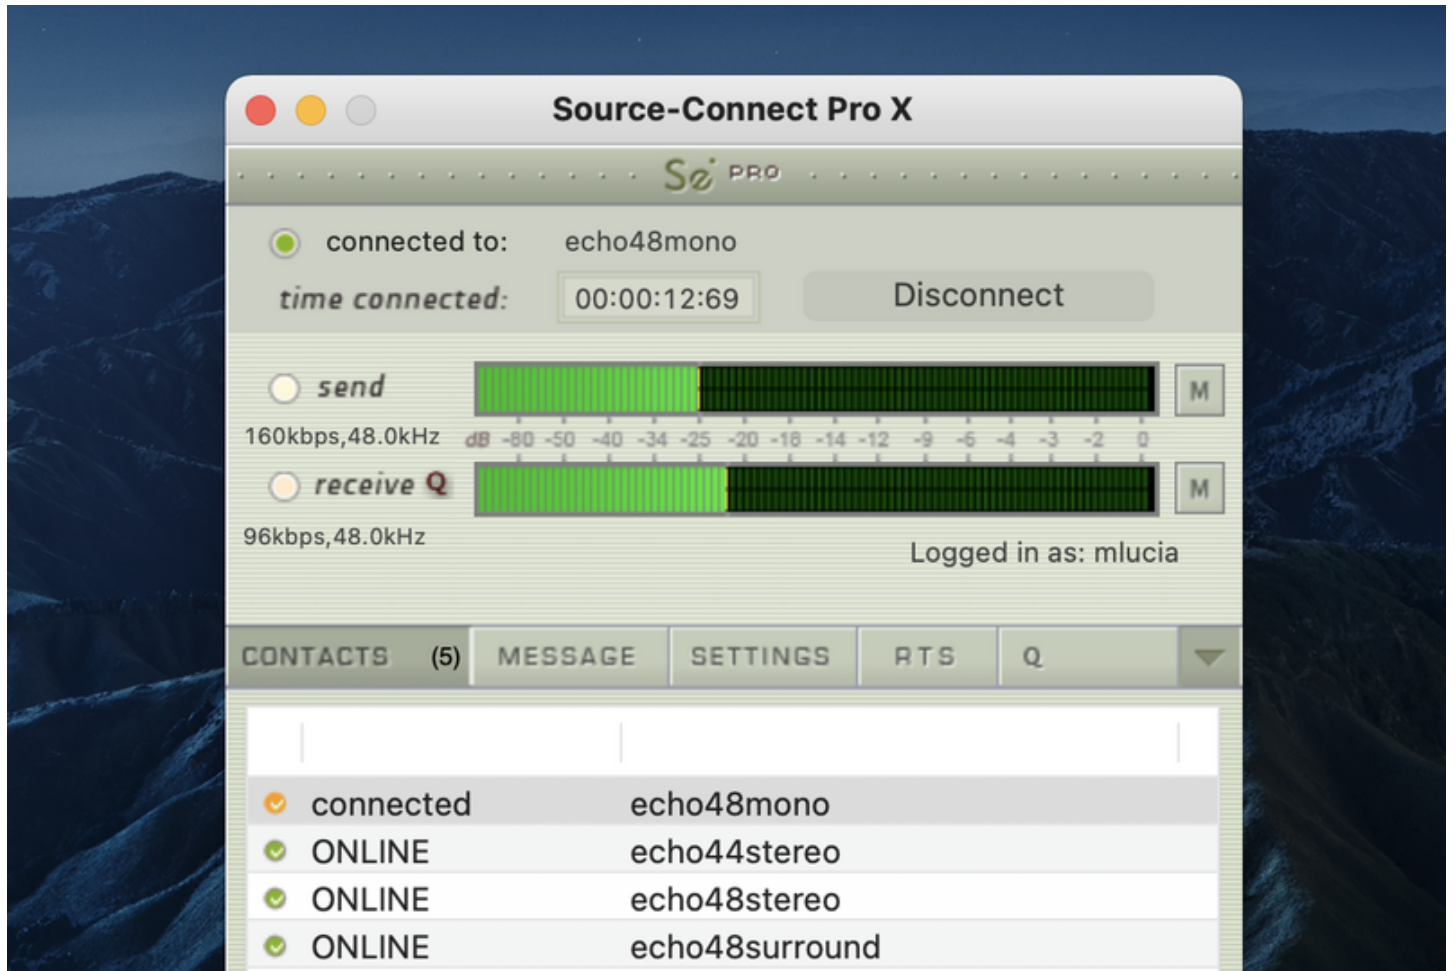 Source-Connect Pro X
Se PRO
connected to: echo48mono
time connected: 00:00:12:69 Disconnect
send M
160kbps,48.0kHz dB -80 -50 -40 -34 -25 -20 -18 -14 -12 -9 -6 -4 -3 -2 0
receive Q M
96kbps,48.0kHz
Logged in as: mlucia
CONTACTS (5) MESSAGE SETTINGS RTS Q
connected echo48mono
ONLINE echo44stereo
ONLINE echo48stereo
ONLINE echo48surround